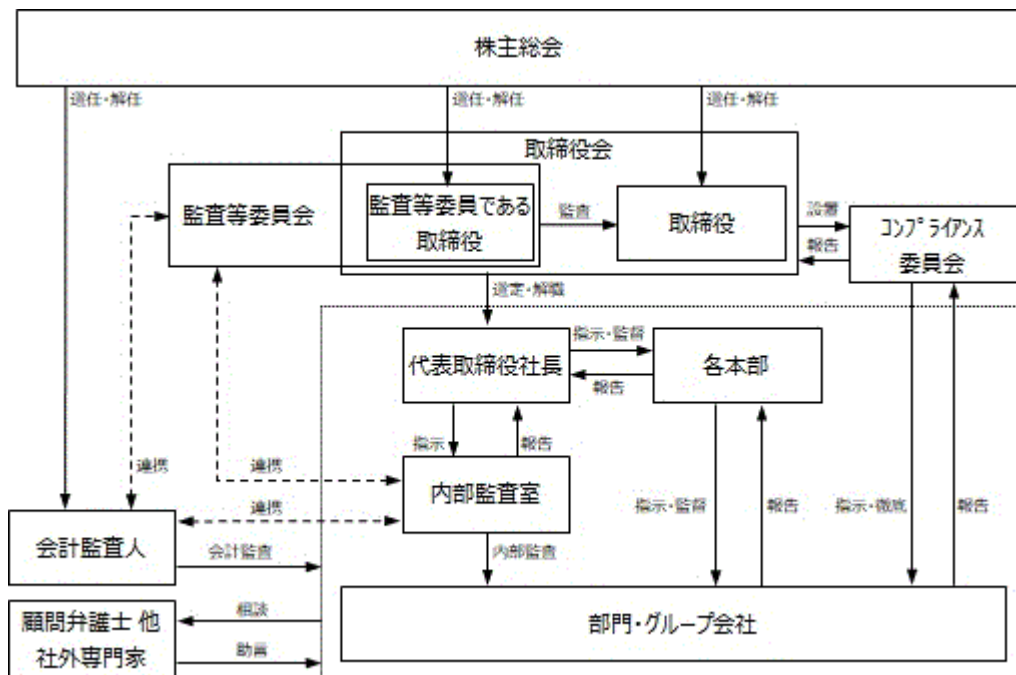 株主総会
選任・解任
選任・解任
選任・解任
取締役会
監査等委員会
監査等委員である
取締役
監査
取締役
設置
報告
コンプライアンス
委員会
選定・解職
代表取締役社長
指示・監督
報告
各本部
指示
報告
連携
連携
内部監査室
連携
指示・監督
報告
指示・徹底
報告
会計監査人
会計監査
内部監査
顧問弁護士 他
社外専門家
相談
助言
部門・グループ会社